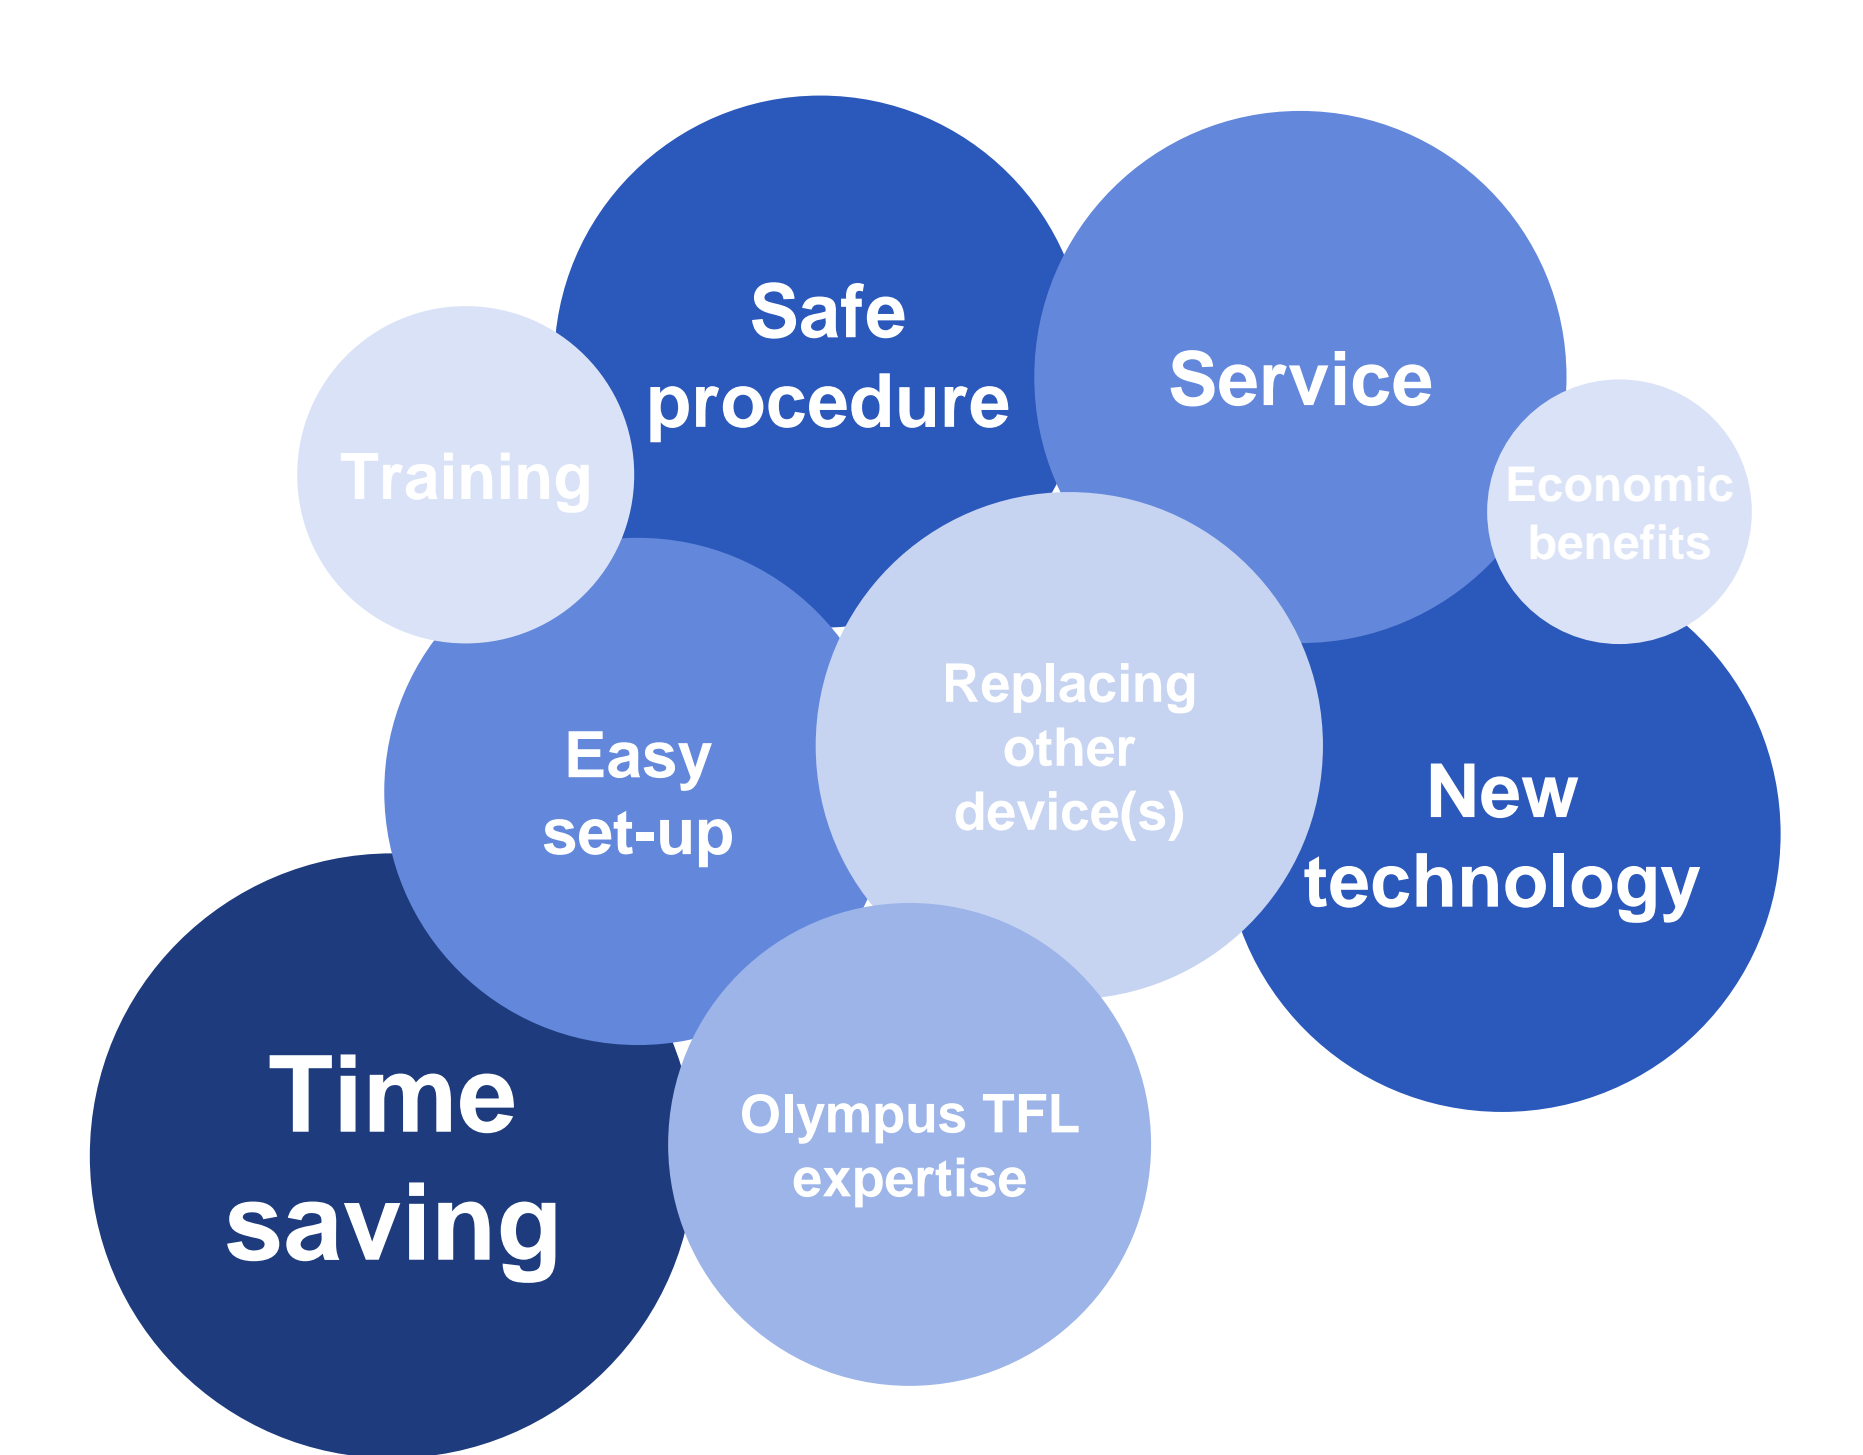 Safe
procedure
Service
Training
Economic
benefits
Replacing
other
device(s)
Easy
set-up
New
technology
Time
saving
Olympus TFL
expertise